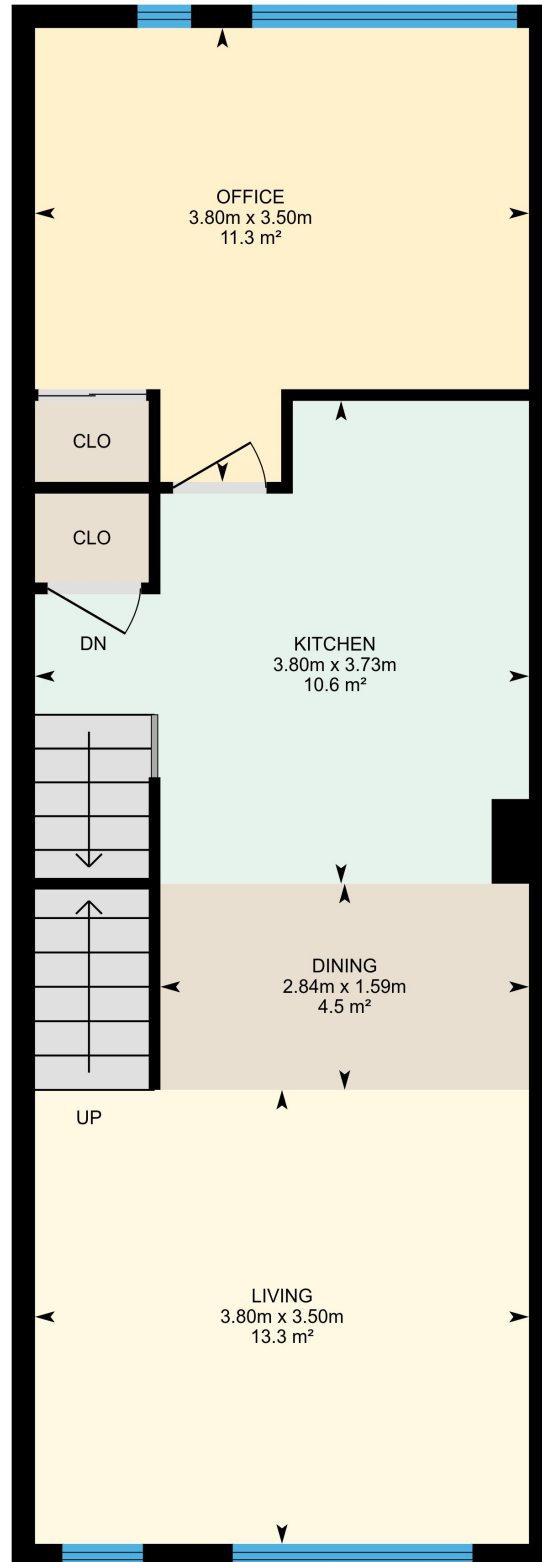 OFFICE
3.80m x 3.50m
11.3 m²
CLO
CLO
DN
KITCHEN
3.80m x 3.73m
10.6 m²
DINING
2.84m x 1.59m
4.5 m²
UP
LIVING
3.80m x 3.50m
13.3 m²